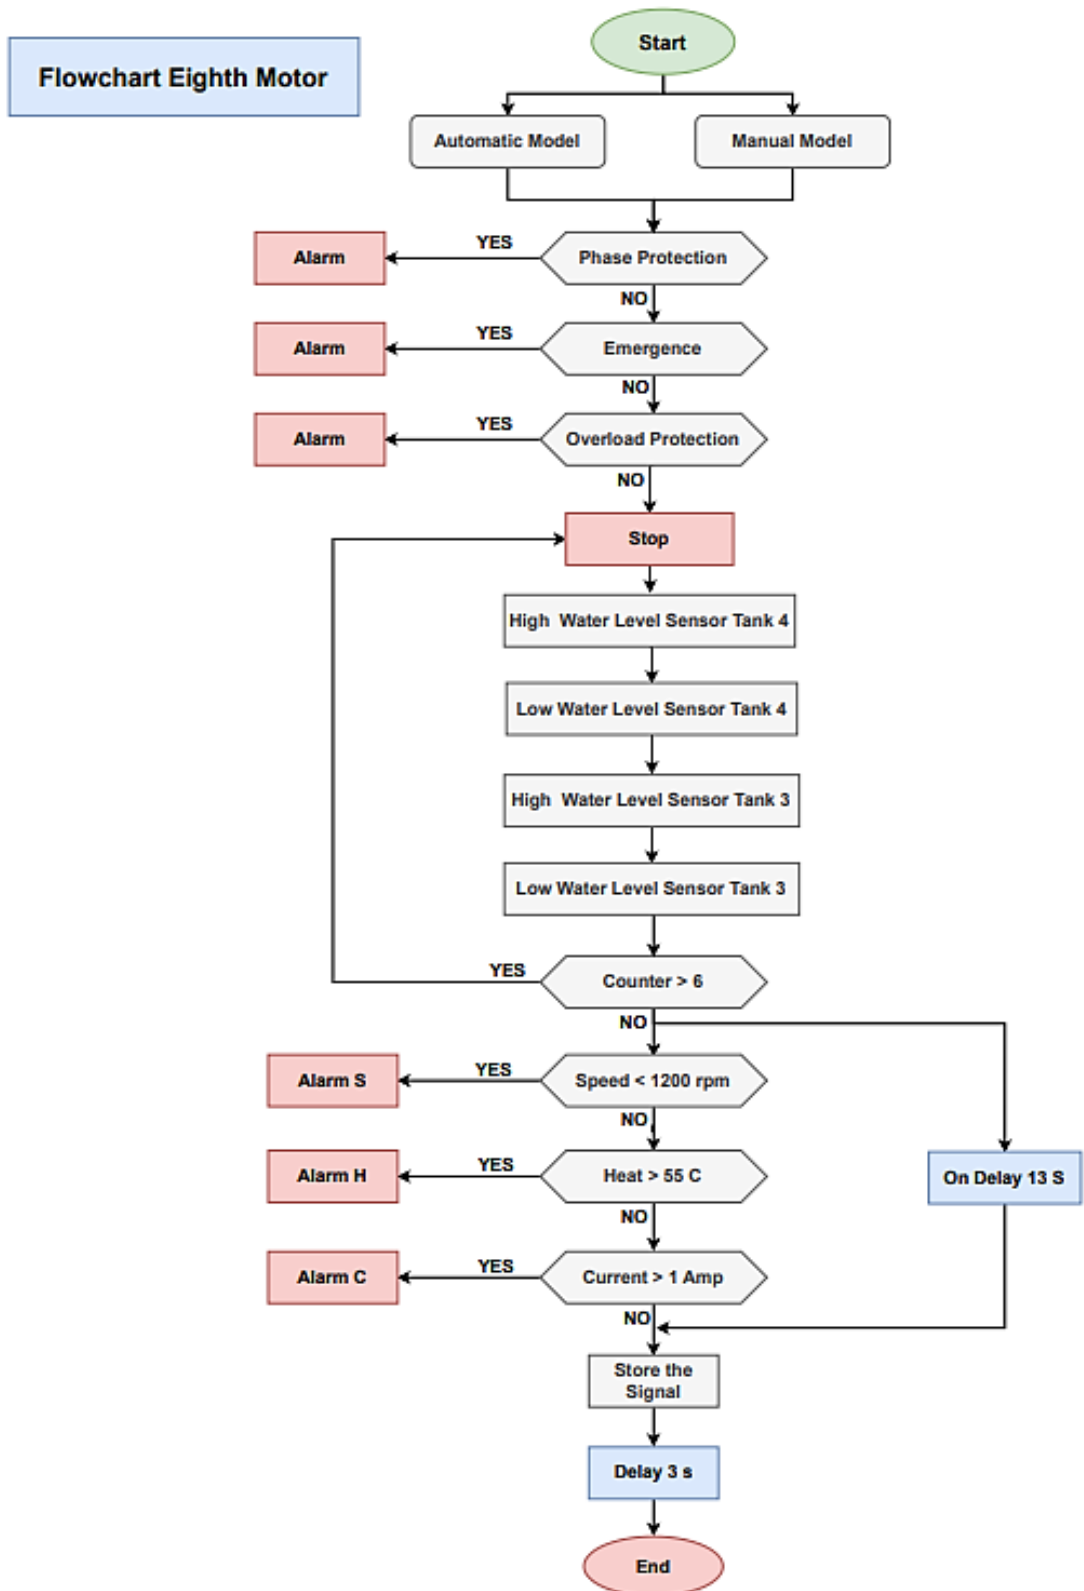 Start
Flowchart Eighth Motor
Automatic Model
Manual Model
YES
Alarm
Phase Protection
NO
YES
Alarm
Emergence
NO
YES
Alarm
Overload Protection
NO
Stop
High Water Level Sensor Tank 4
Low Water Level Sensor Tank 4
High Water Level Sensor Tank 3
Low Water Level Sensor Tank 3
YES
Counter > 6
NO
YES
Alarm S
Speed < 1200 rpm
NO
YES
Alarm H
Heat > 55 C
On Delay 13 S
NO
YES
Alarm C
Current > 1 Amp
NO
Store the
Signal
Delay 3 s
End